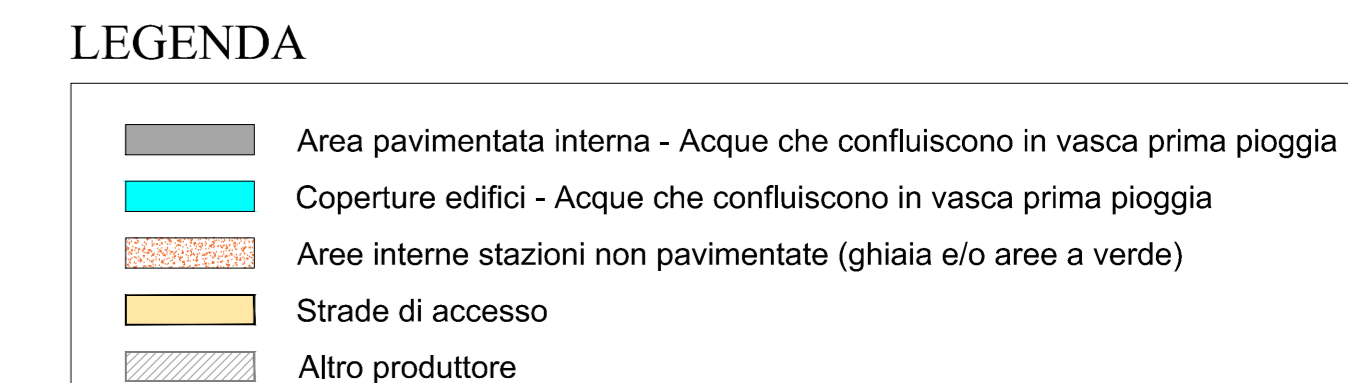 LEGENDA
Area pavimentata interna - Acque che confluiscono in vasca prima pioggia
Coperture edifici - Acque che confluiscono in vasca prima pioggia
Aree interne stazioni non pavimentate (ghiaia e/o aree a verde)
Strade di accesso
Altro produttore